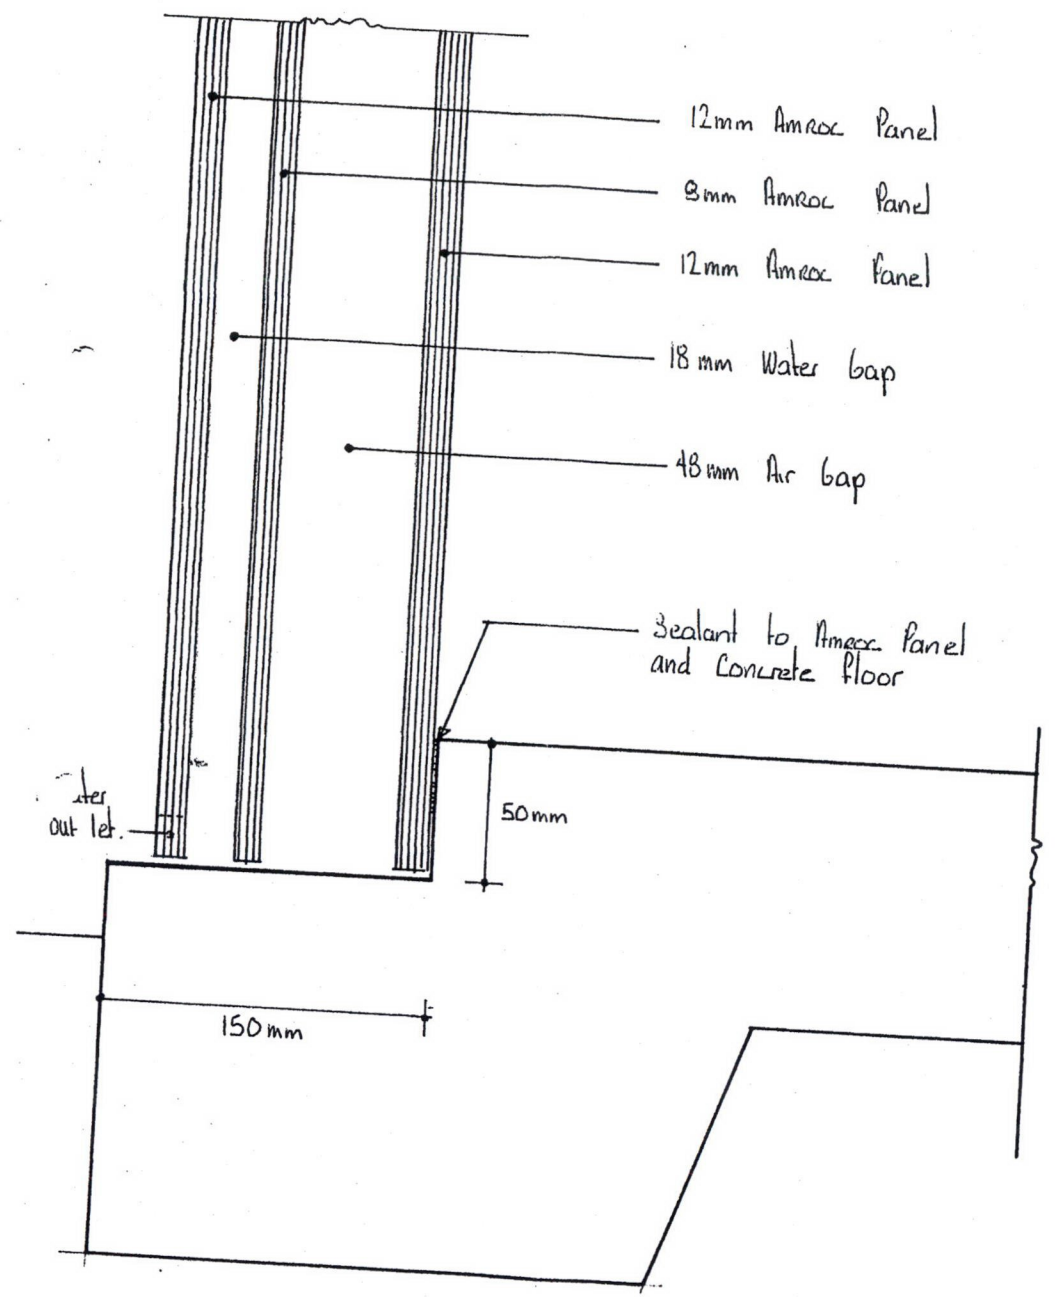 12mm Amroc Panel
8mm Amroc Panel
12mm Amroc Panel
18mm Water Gap
48mm Air Gap
Sealant to Amroc Panel
and Concrete floor
out let.
50mm
150mm